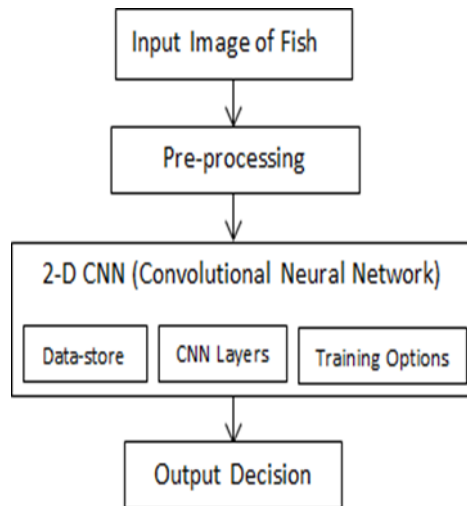 Input Image of Fish
Pre-processing
2-D CNN (Convolutional Neural Network)
Data-store
CNN Layers
Training Options
Output Decision